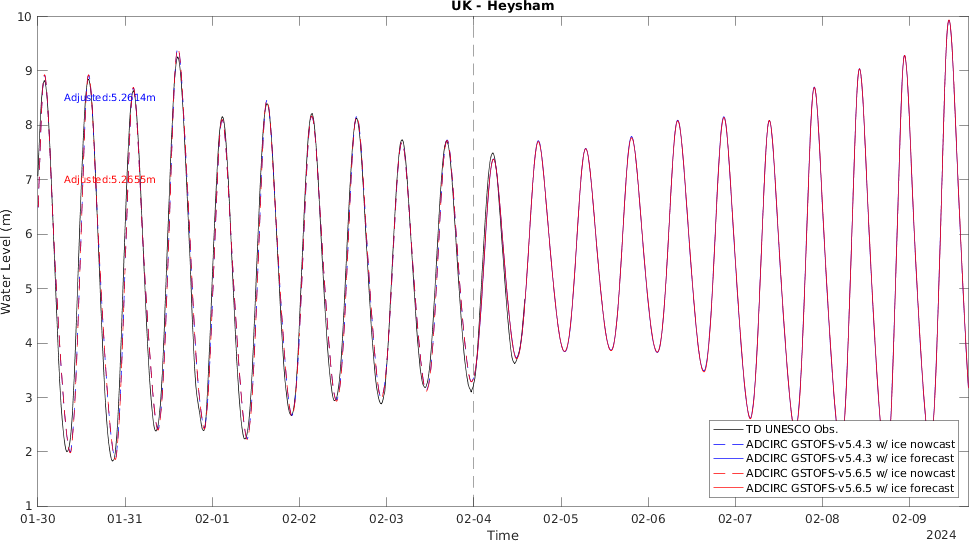 UK - Heysham
10
9
8
7
6
5
4
3
2
1
Water Level (m)
Adjusted:5.2614m
Adjusted:5.2655m
TD UNESCO Obs.
ADCIRC GSTOFS-v5.4.3 w/ ice nowcast
ADCIRC GSTOFS-v5.4.3 w/ ice forecast
ADCIRC GSTOFS-v5.6.5 w/ ice nowcast
ADCIRC GSTOFS-v5.6.5 w/ ice forecast
01-30 01-31 02-01 02-02 02-03 02-04 02-05 02-06 02-07 02-08 02-09
Time
2024